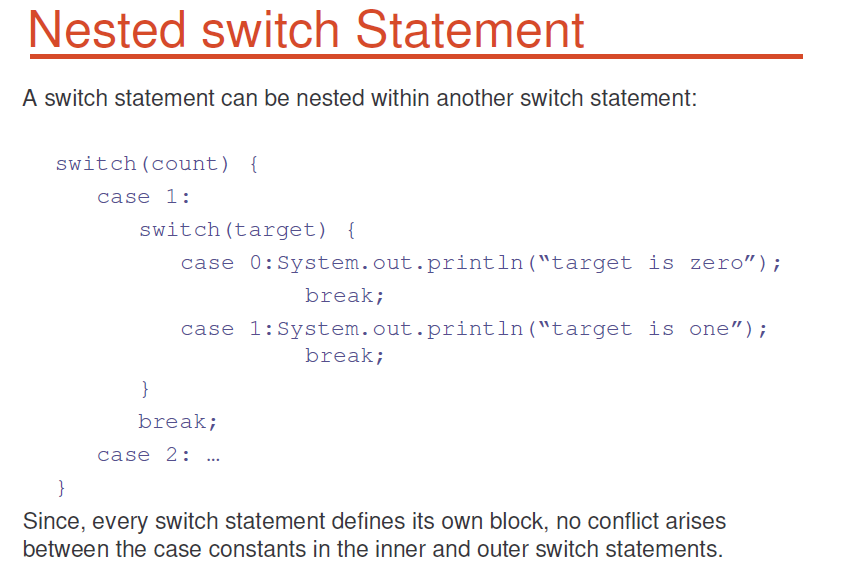 Nested switch Statement
A switch statement can be nested within another switch statement:
switch(count) {
case 1:
switch(target) {
case 0:System.out.println(“target is zero”);
break;
case 1:System.out.println(“target is one”);
break;
}
break;
case 2: …
}
Since, every switch statement defines its own block, no conflict arises
between the case constants in the inner and outer switch statements.